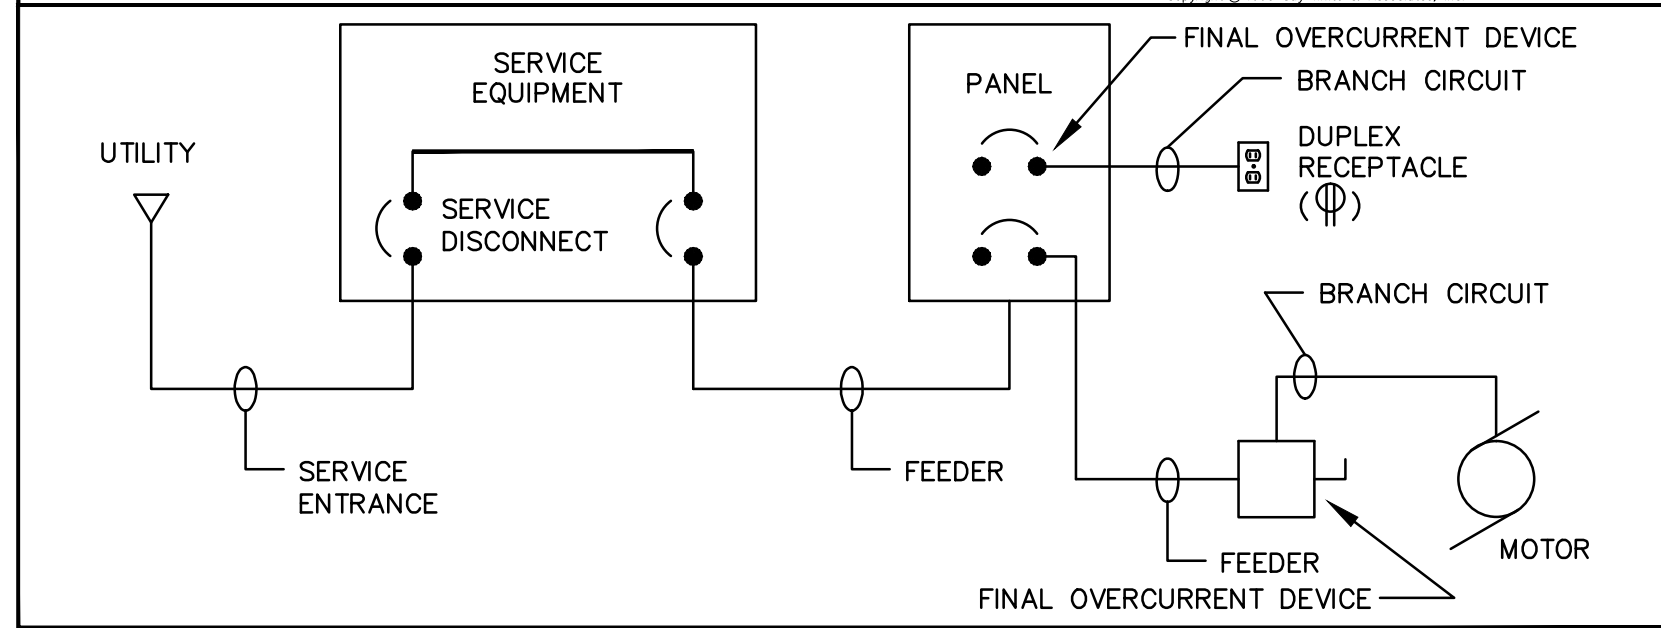 FINAL OVERCURRENT DEVICE
SERVICE
EQUIPMENT
PANEL
BRANCH CIRCUIT
UTILITY
DUPLEX
RECEPTACLE
SERVICE
DISCONNECT
BRANCH CIRCUIT
SERVICE
ENTRANCE
FEEDER
MOTOR
FEEDER
FINAL OVERCURRENT DEVICE